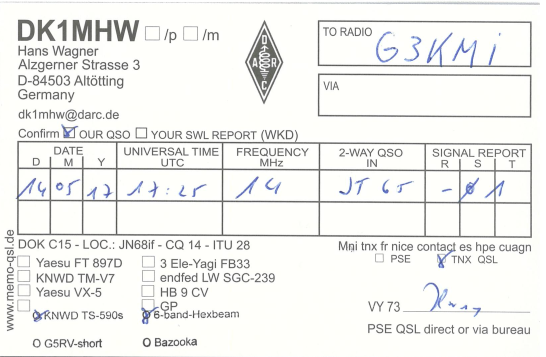 DK1MHW /p /m
Hans Wagner
Alzgerner Strasse 3
D-84503 Altötting
Germany
dk1mhw@darc.de
DARC
TO RADIO G3KMI
VIA
Confirm OUR QSO YOUR SWL REPORT (WKD)
DATE UNIVERSAL TIME FREQUENCY 2-WAY QSO SIGNAL REPORT
D M Y UTC MHz IN R S T
14 05 17 17:25 14 JT 65 - 1
DOK C15 - LOC.: JN68if - CQ 14 - ITU 28
Mni tnx fr nice contact es hpe cuagn
PSE TNX QSL
Yaesu FT 897D 3 Ele-Yagi FB33
KNWD TM-V7 endfed LW SGC-239
Yaesu VX-5 HB 9 CV
GP
KNWD TS-590s 6-band-Hexbeam
O G5RV-short O Bazooka
VY 73
PSE QSL direct or via bureau
www.memo-qsl.de